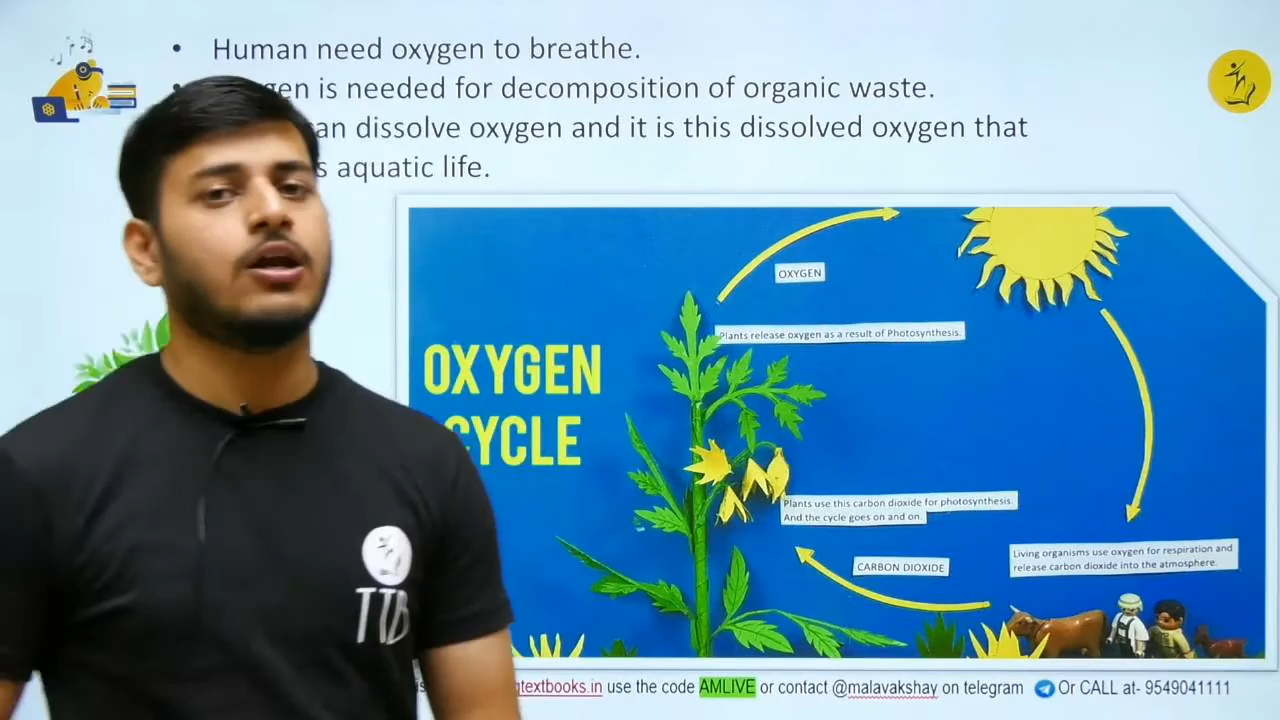 • Human need oxygen to breathe.
is needed for decomposition of organic waste.
dissolve oxygen and it is this dissolved oxygen that
aquatic life.
OXYGEN
Plants release oxygen as a result of Photosynthesis.
OXYGEN
CYCLE
Plants use this carbon dioxide for photosynthesis.
And the cycle goes on and on.
Living organisms use oxygen for respiration and
release carbon dioxide into the atmosphere.
CARBON DIOXIDE
TTB
use the code AMLIVE or contact @malavakshay on telegram Or CALL at- 9549041111